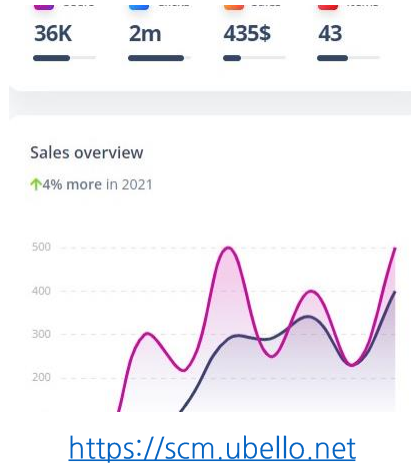 36K 2m 435$ 43
Sales overview
4% more in 2021
500
400
300
200
https://scm.ubello.net